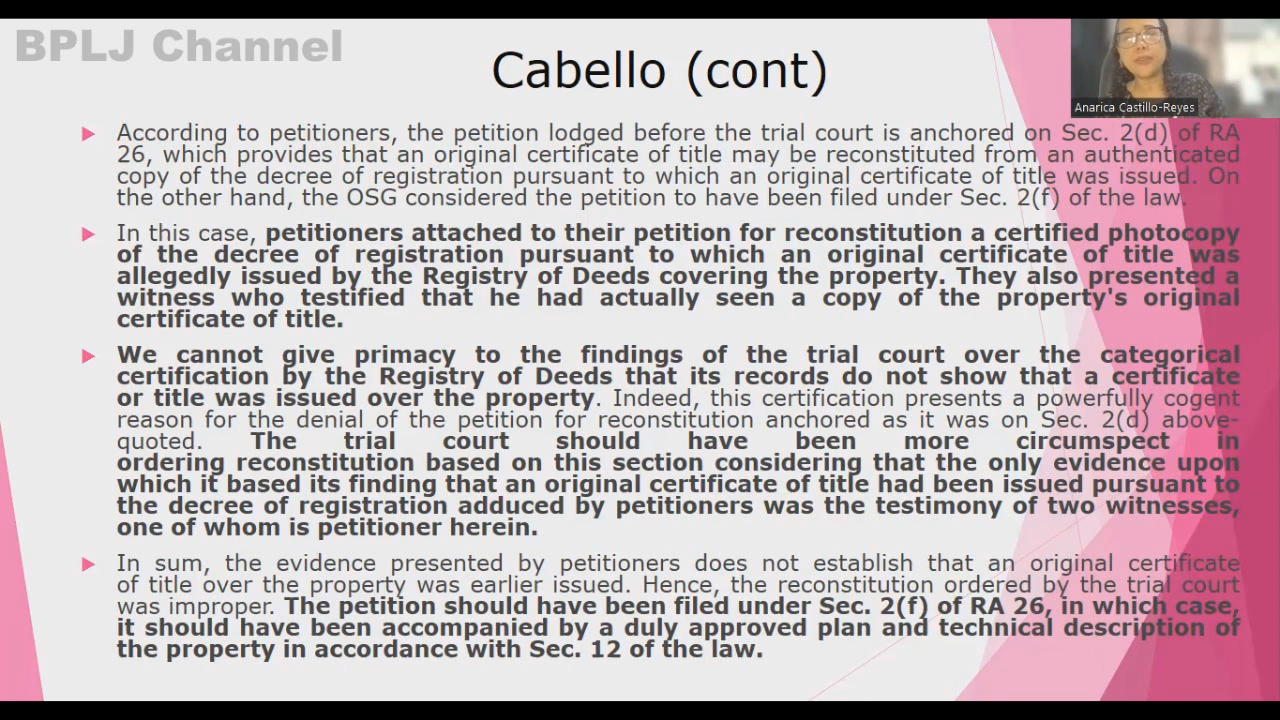 BPLJ Channel
Cabello (cont)
Anarica Castillo-Reyes
According to petitioners, the petition lodged before the trial court is anchored on Sec. 2(d) of RA
26, which provides that an original certificate of title may be reconstituted from an authenticated
copy of the decree of registration pursuant to which an original certificate of title was issued. On
the other hand, the OSG considered the petition to have been filed under Sec. 2(f) of the law.
In this case, petitioners attached to their petition for reconstitution a certified photocopy
of the decree of registration pursuant to which an original certificate of title was
allegedly issued by the Registry of Deeds covering the property. They also presented a
witness who testified that he had actually seen a copy of the property's original
certificate of title.
We cannot give primacy to the findings of the trial court over the categorical
certification by the Registry of Deeds that its records do not show that a certificate
or title was issued over the property. Indeed, this certification presents a powerfully cogent
reason for the denial of the petition for reconstitution anchored as it was on Sec. 2(d) above-
quoted. The trial court should have been more circumspect in
ordering reconstitution based on this section considering that the only evidence upon
which it based its finding that an original certificate of title had been issued pursuant to
the decree of registration adduced by petitioners was the testimony of two witnesses,
one of whom is petitioner herein.
In sum, the evidence presented by petitioners does not establish that an original certificate
of title over the property was earlier issued. Hence, the reconstitution ordered by the trial court
was improper. The petition should have been filed under Sec. 2(f) of RA 26, in which case,
it should have been accompanied by a duly approved plan and technical description of
the property in accordance with Sec. 12 of the law.